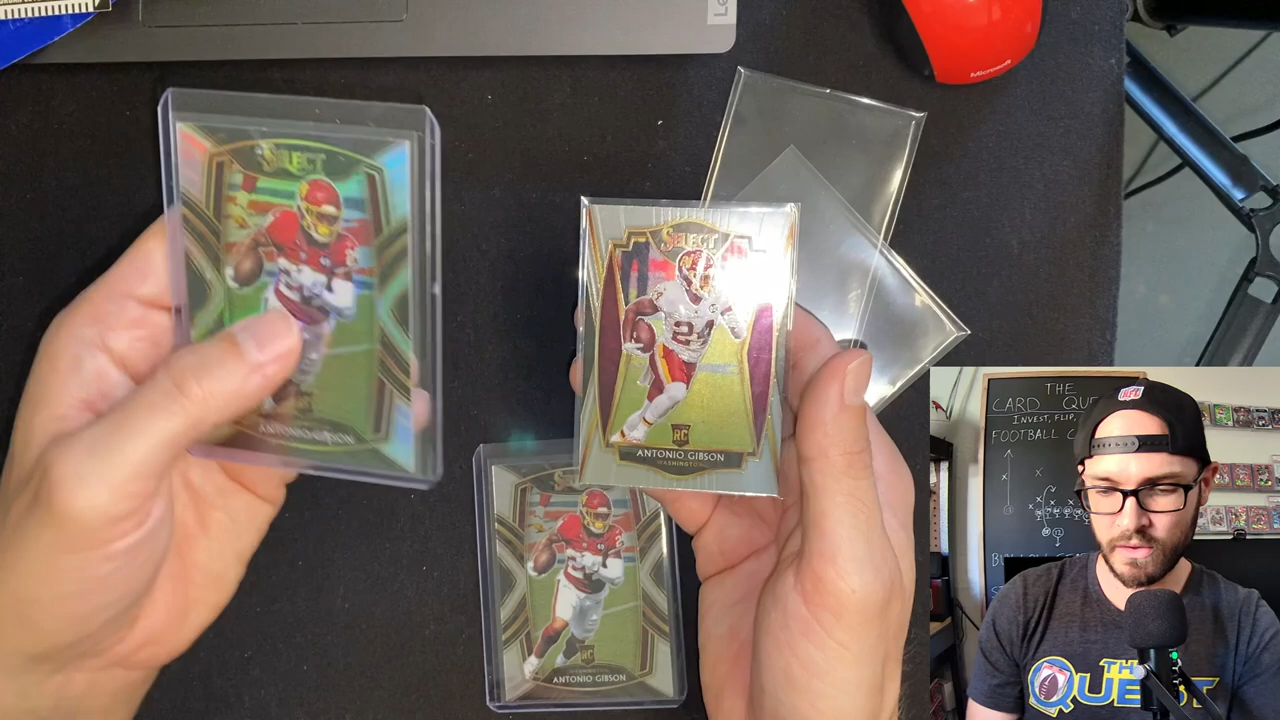 Microsoft
SELECT
ANTONIO GIBSON
SELECT
24
RC
ANTONIO GIBSON
WASHINGTON
RC
ANTONIO GIBSON
NFL
THE
CARD QUE
INVEST, FLIP,
FOOTBALL C
THE
QUEST